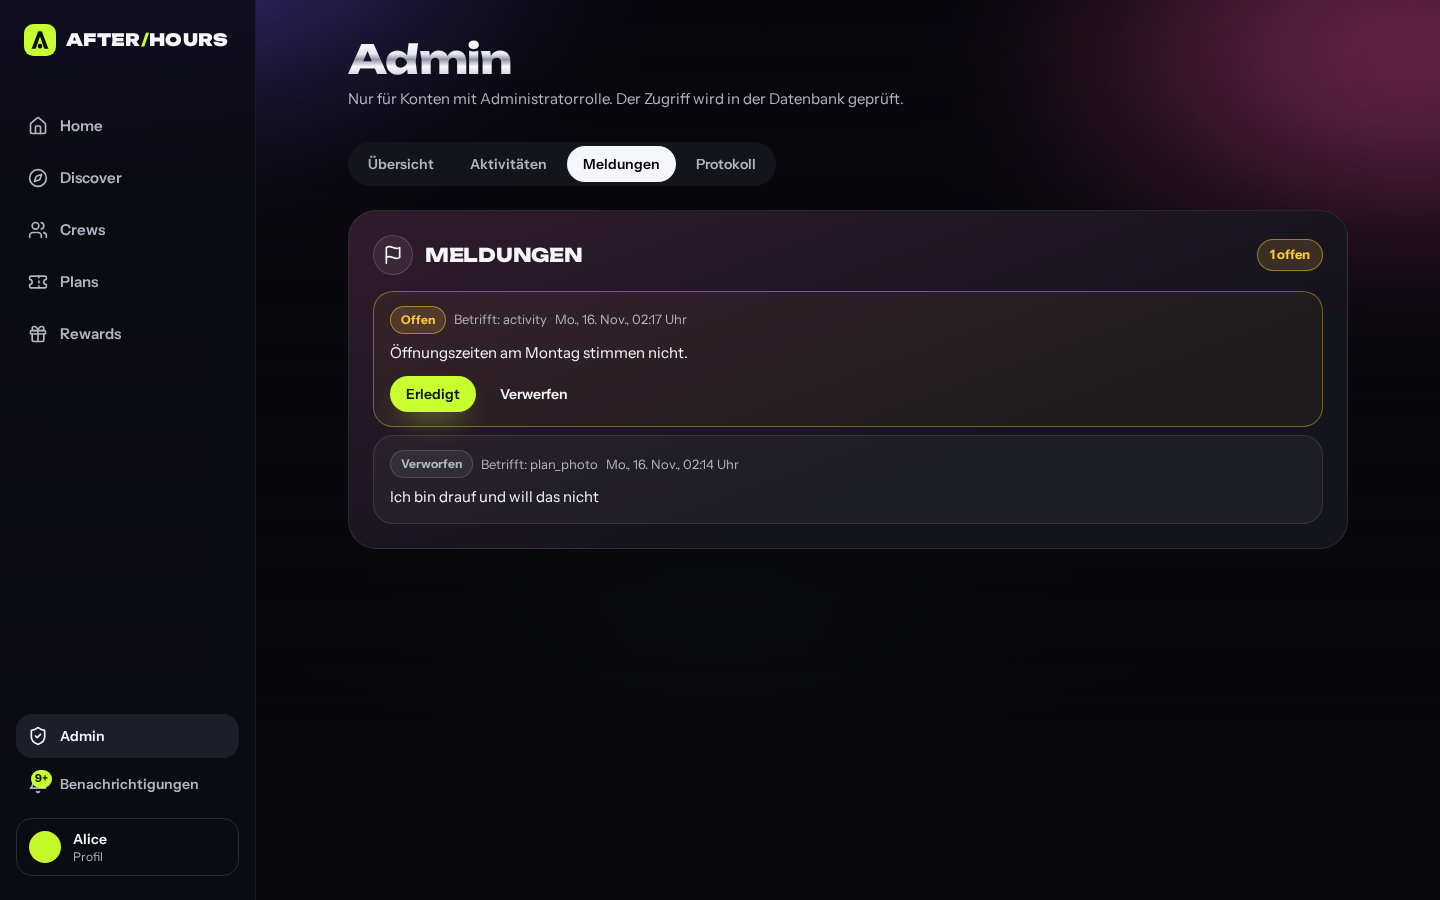 AFTER/HOURS
Home
Discover
Crews
Plans
Rewards
Admin
9+
Benachrichtigungen
Alice
Profil
Admin
Nur für Konten mit Administratorrolle. Der Zugriff wird in der Datenbank geprüft.
Übersicht
Aktivitäten
Meldungen
Protokoll
MELDUNGEN
1 offen
Offen
Betrifft: activity
Mo., 16. Nov., 02:17 Uhr
Öffnungszeiten am Montag stimmen nicht.
Erledigt
Verwerfen
Verworfen
Betrifft: plan_photo
Mo., 16. Nov., 02:14 Uhr
Ich bin drauf und will das nicht